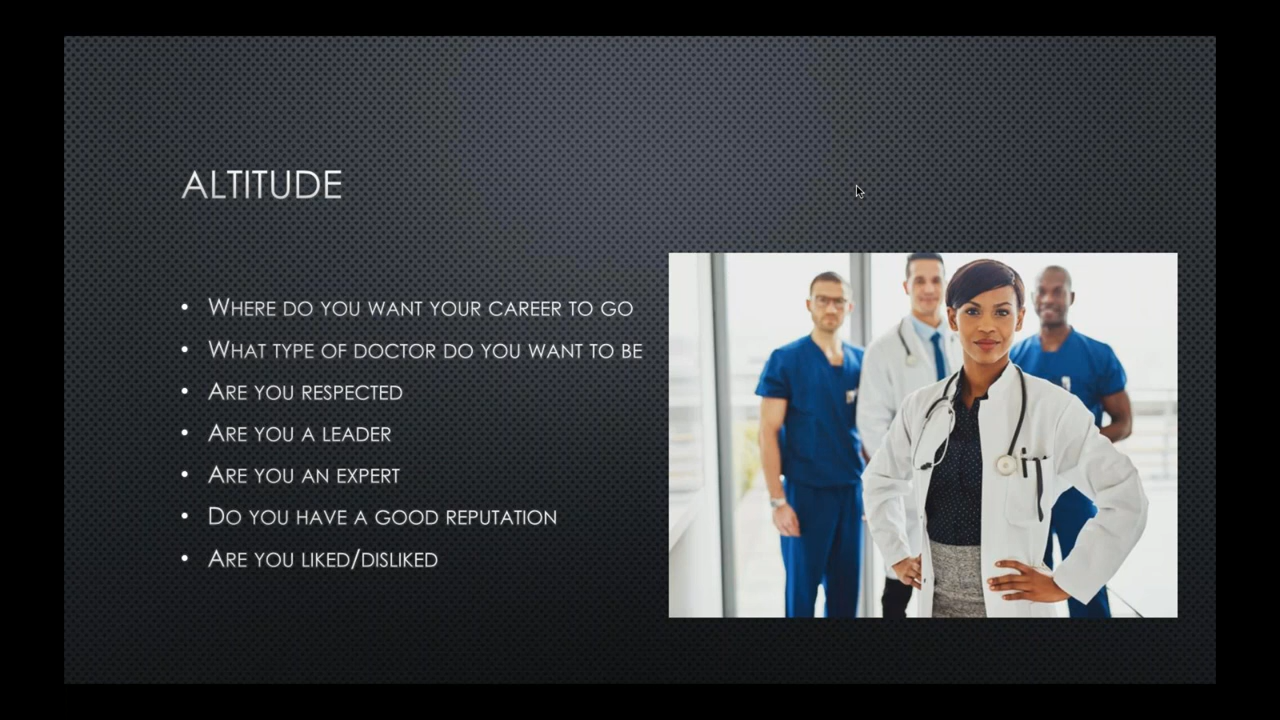 ALTITUDE
• WHERE DO YOU WANT YOUR CAREER TO GO
• WHAT TYPE OF DOCTOR DO YOU WANT TO BE
• ARE YOU RESPECTED
• ARE YOU A LEADER
• ARE YOU AN EXPERT
• DO YOU HAVE A GOOD REPUTATION
• ARE YOU LIKED/DISLIKED